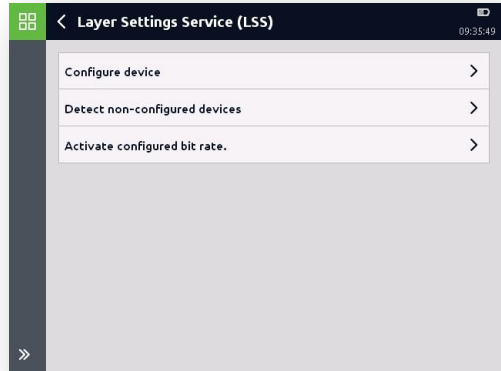 Layer Settings Service (LSS)
09:35:49
Configure device
Detect non-configured devices
Activate configured bit rate.